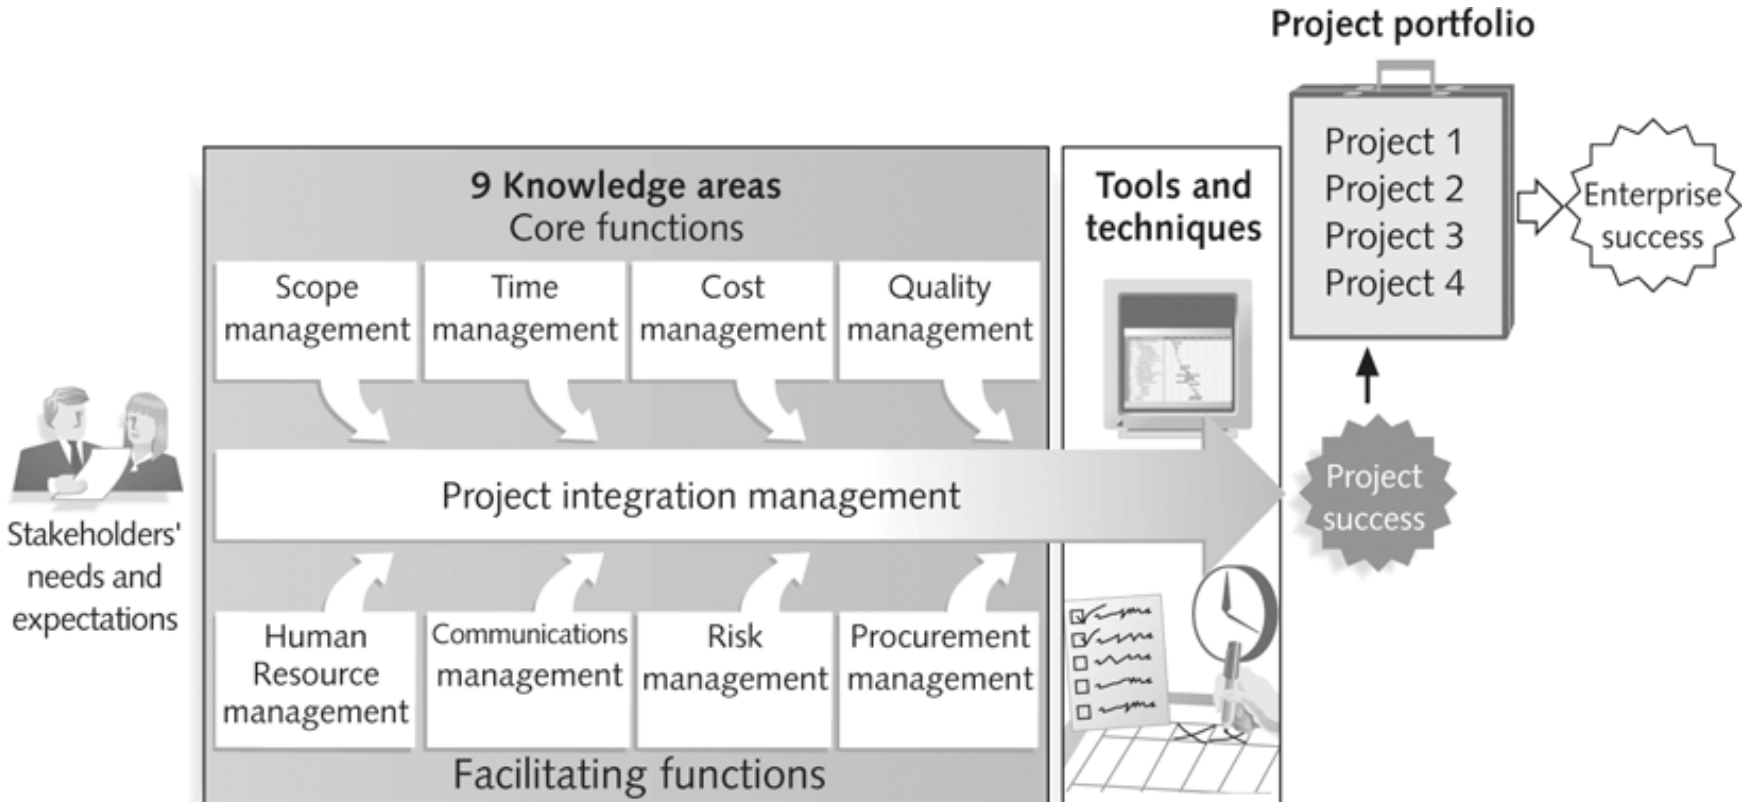 Project portfolio
Project 1
Project 2
Project 3
Project 4
Enterprise
success
9 Knowledge areas
Core functions
Tools and
techniques
Scope
management
Time
management
Cost
management
Quality
management
Stakeholders'
needs and
expectations
Project integration management
Project
success
Human
Resource
management
Communications
management
Risk
management
Procurement
management
Facilitating functions